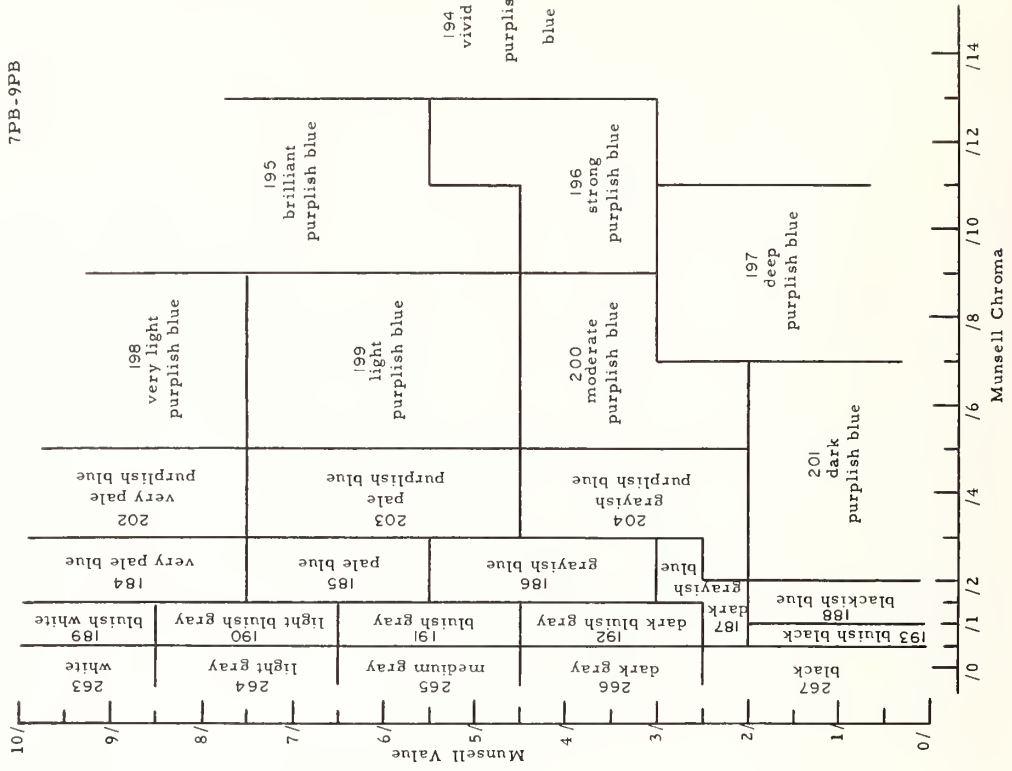 7PB-9PB
10/
9/
8/
7/
6/
5/
4/
3/
2/
1/
0/
Munsell Value
263
white
264
light gray
265
medium gray
266
dark gray
267
black
189
bluish white
190
light bluish gray
191
bluish gray
192
dark bluish gray
187
dark
grayish
blue
193 bluish black
188
blackish blue
184
very pale blue
185
pale blue
186
grayish blue
202
very pale
purplish blue
203
pale
purplish blue
204
grayish
purplish blue
201
dark
purplish blue
198
very light
purplish blue
199
light
purplish blue
200
moderate
purplish blue
195
brilliant
purplish blue
196
strong
purplish blue
197
deep
purplish blue
194
vivid
purplis
blue
/0
/1
/2
/4
/6
/8
/10
/12
/14
Munsell Chroma